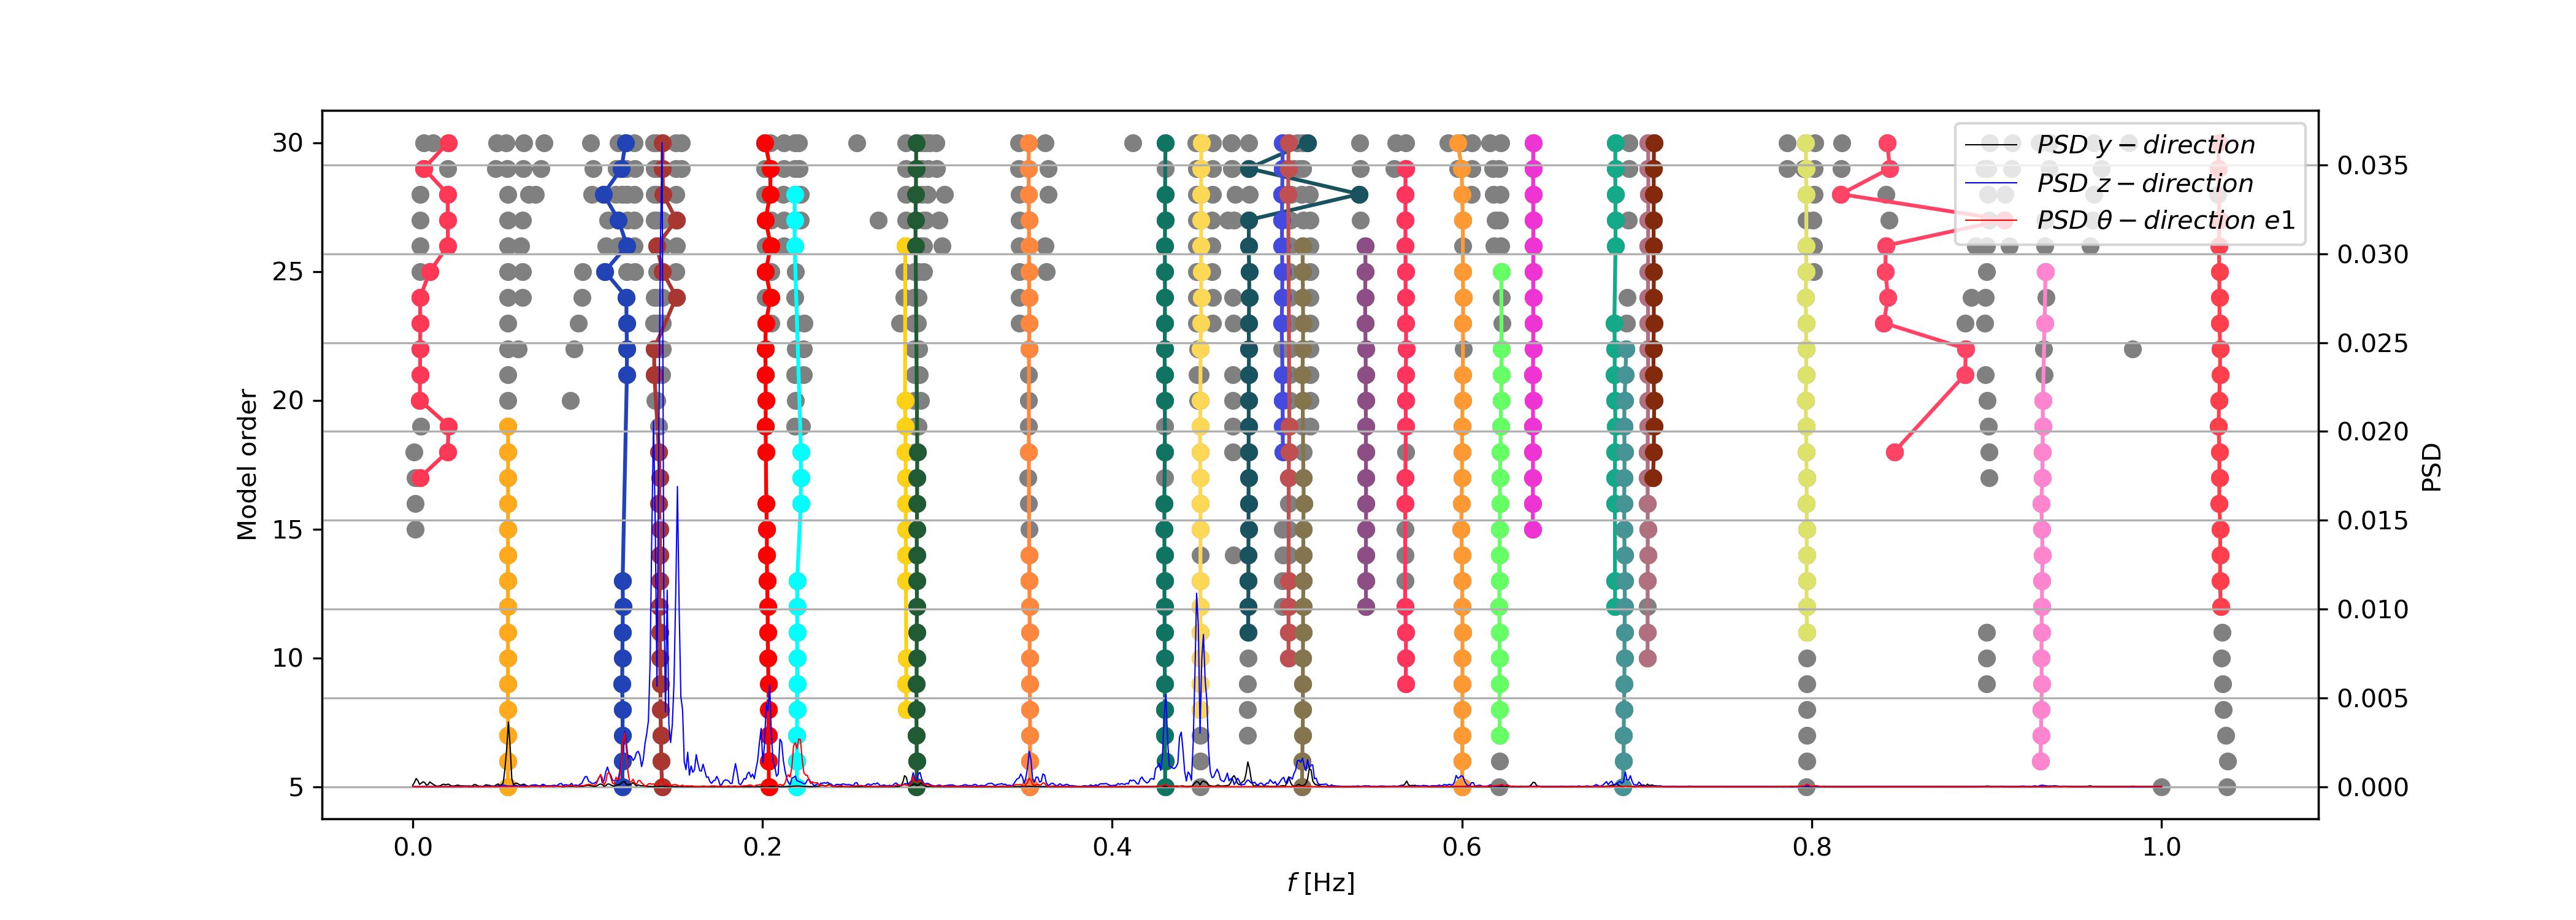 30
25
20
15
10
5
Model order
0.035
0.030
0.025
0.020
0.015
0.010
0.005
0.000
PSD
PSD y − direction
PSD z − direction
PSD θ − direction e1
0.0 0.2 0.4 0.6 0.8 1.0
f [Hz]